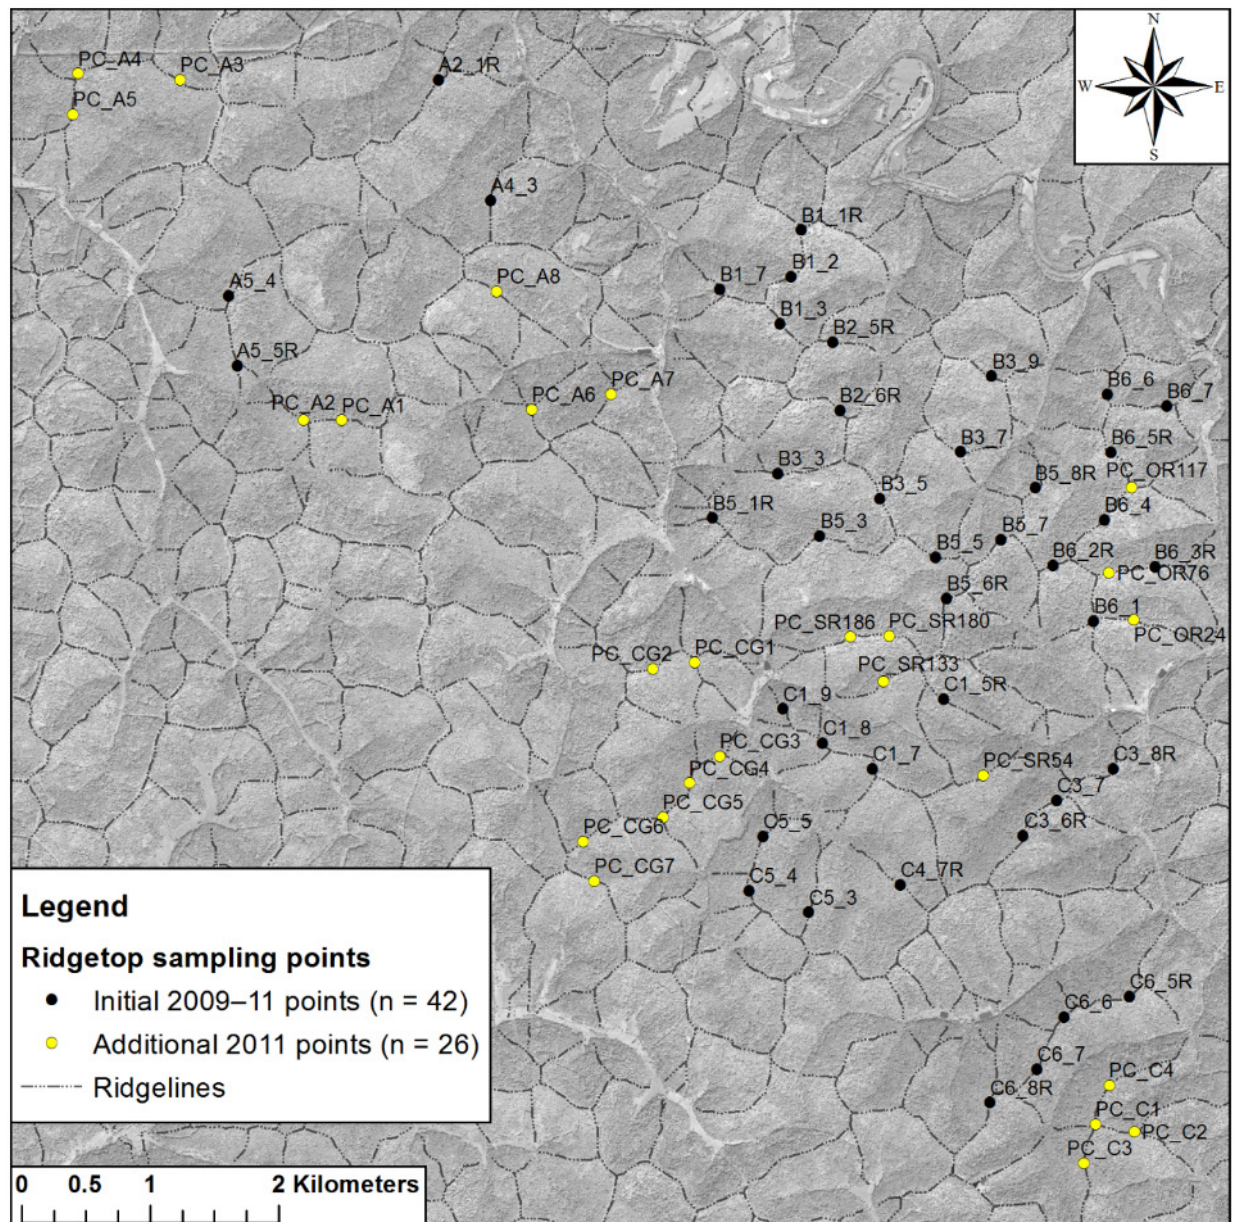 N
W E
S
PC_A4
PC_A3
A2_1R
PC_A5
A4_3
B1_1R
B1_2
A5_4
PC_A8
B1_7
B1_3
B2_5R
A5_5R
B3_9
PC_A7
B6_6
B6_7
PC_A2
PC_A1
PC_A6
B2_6R
B3_7
B6_5R
B3_3
B5_8R
PC_OR117
B3_5
B5_1R
B6_4
B5_3
B5_7
B5_5
B6_2R
B6_3R
PC_OR76
B5_6R
B6_1
PC_SR186
PC_SR180
PC_OR24
PC_CG2
PC_CG1
PC_SR133
C1_9
C1_5R
C1_8
PC_CG3
C1_7
PC_SR54
C3_8R
PC_CG4
C3_7
PC_CG5
C5_5
C3_6R
PC_CG6
PC_CG7
C5_4
C4_7R
C5_3
C6_5R
C6_6
C6_7
PC_C4
C6_8R
PC_C1
PC_C2
PC_C3
Legend
Ridgetop sampling points
Initial 2009–11 points (n = 42)
Additional 2011 points (n = 26)
Ridgelines
0 0.5 1 2 Kilometers